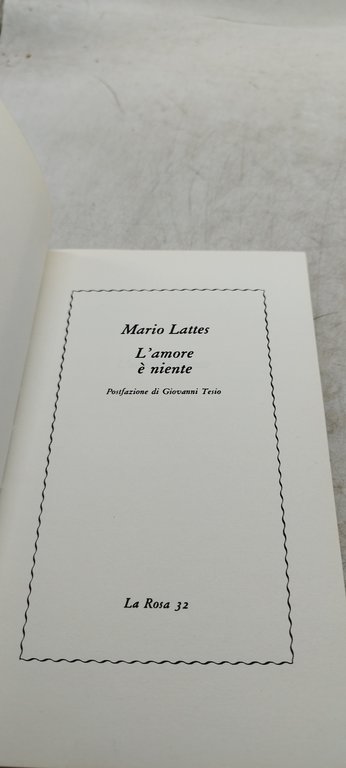 Mario Lattes
L'amore
è niente
Postfazione di Giovanni Tesio
La Rosa 32